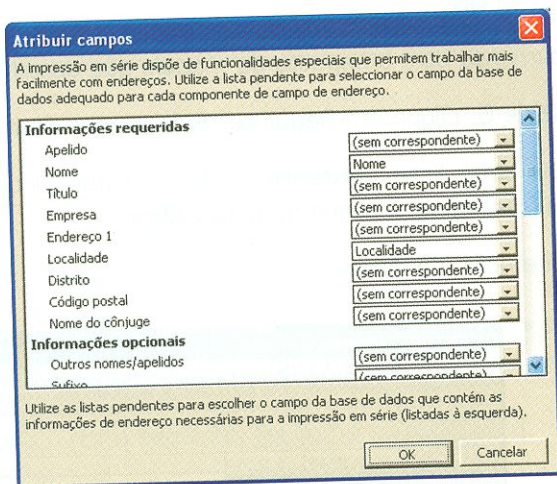 Atribuir campos
A impressão em série dispõe de funcionalidades especiais que permitem trabalhar mais
facilmente com endereços. Utilize a lista pendente para seleccionar o campo da base de
dados adequado para cada componente de campo de endereço.
Informações requeridas
Apelido (sem correspondente)
Nome Nome
Título (sem correspondente)
Empresa (sem correspondente)
Endereço 1 (sem correspondente)
Localidade Localidade
Distrito (sem correspondente)
Código postal (sem correspondente)
Nome do cônjuge (sem correspondente)
Informações opcionais
Outros nomes/apelidos (sem correspondente)
Sufixo (sem correspondente)
Utilize as listas pendentes para escolher o campo da base de dados que contém as
informações de endereço necessárias para a impressão em série (listadas à esquerda).
OK Cancelar